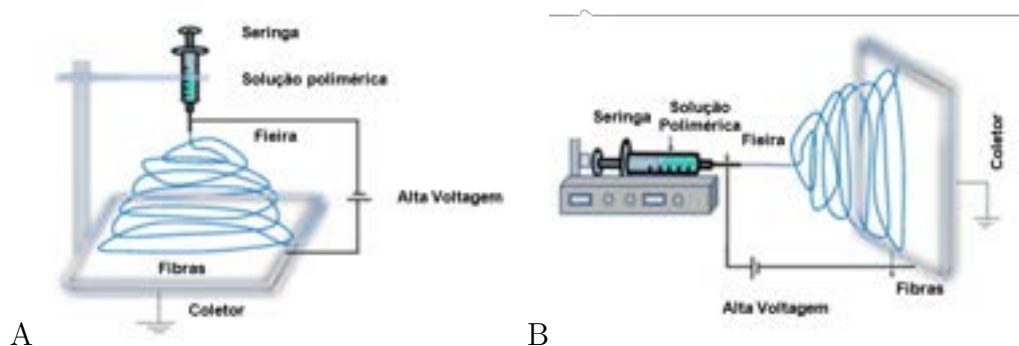 Seringa
Solução polimérica
Fieira
Alta Voltagem
Fibras
Coletor
A
Seringa
Solução
Polimérica
Fieira
Coletor
Alta Voltagem
Fibras
B